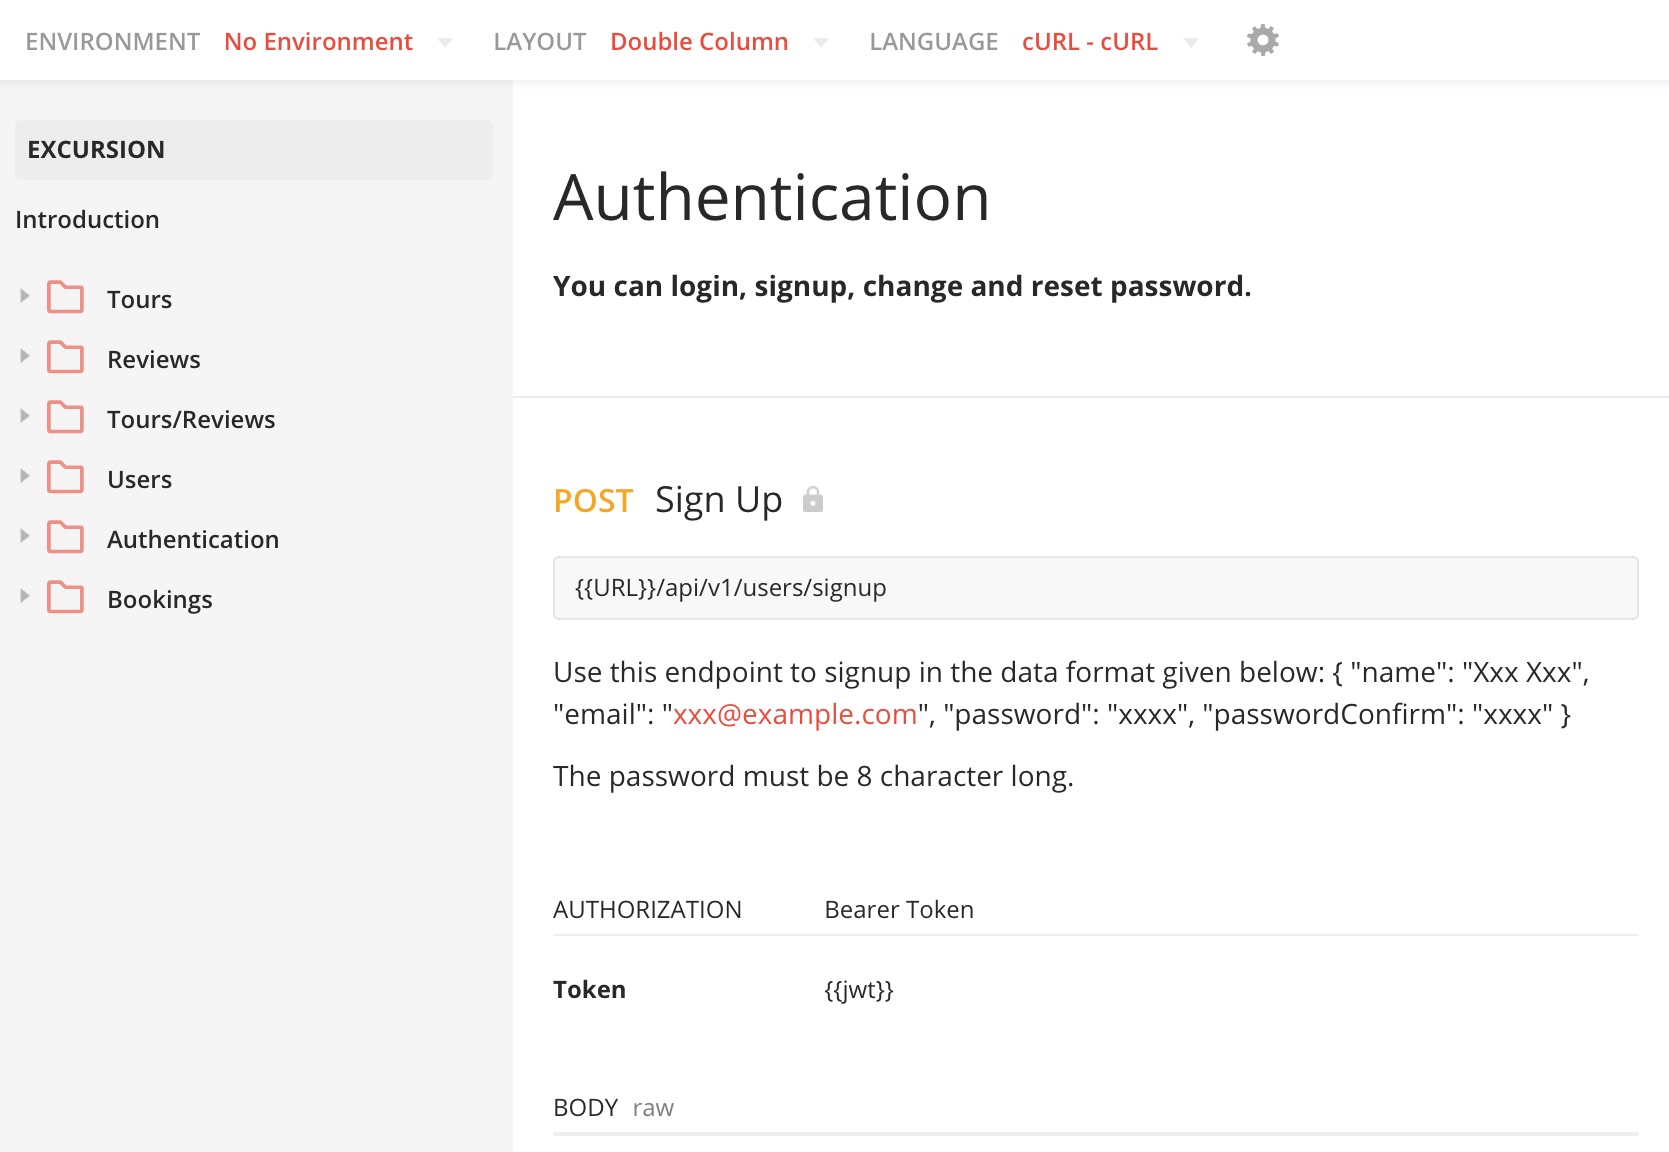 ENVIRONMENT No Environment LAYOUT Double Column LANGUAGE cURL - cURL
EXCURSION
Introduction
Tours
Reviews
Tours/Reviews
Users
Authentication
Bookings
Authentication
You can login, signup, change and reset password.
POST Sign Up
{{URL}}/api/v1/users/signup
Use this endpoint to signup in the data format given below: { "name": "Xxx Xxx",
"email": "xxx@example.com", "password": "xxxx", "passwordConfirm": "xxxx" }
The password must be 8 character long.
AUTHORIZATION Bearer Token
Token {{jwt}}
BODY raw